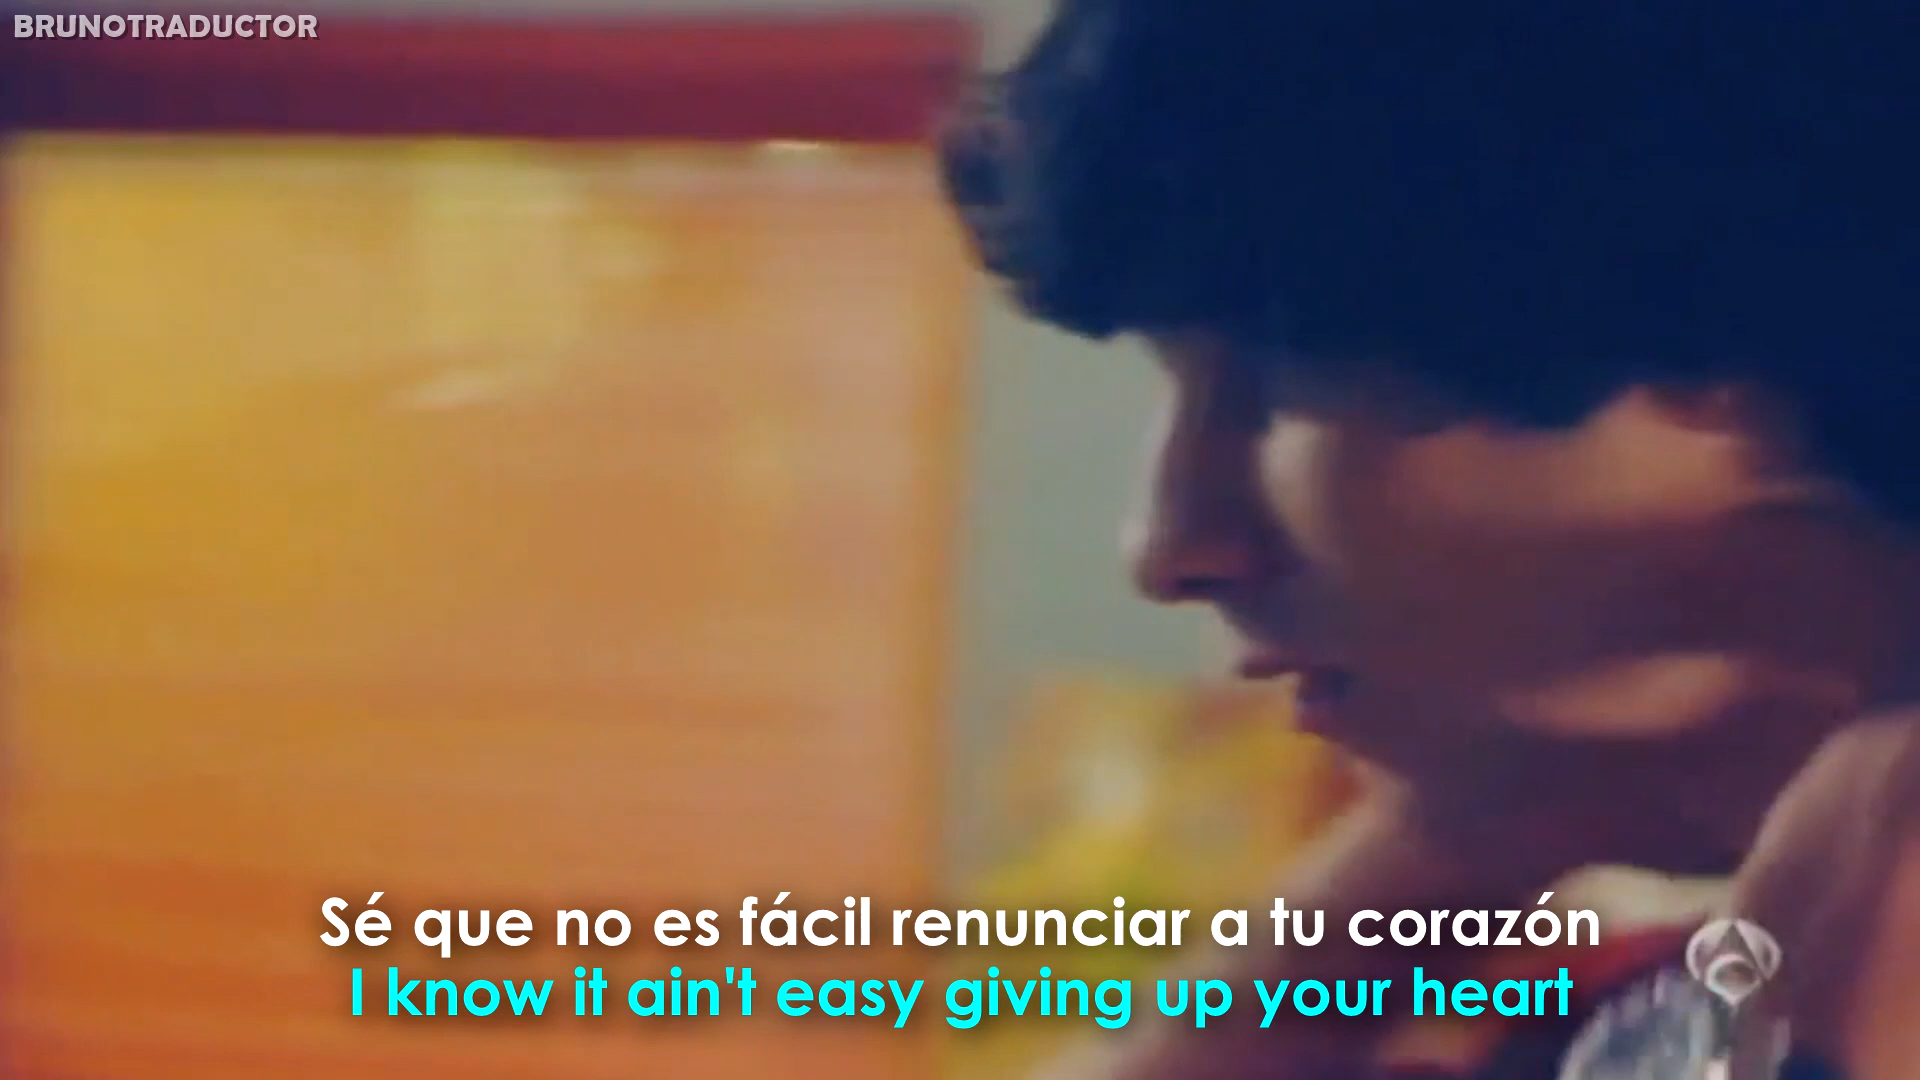 BRUNOTRADUCTOR
Sé que no es fácil renunciar a tu corazón
I know it ain't easy giving up your heart